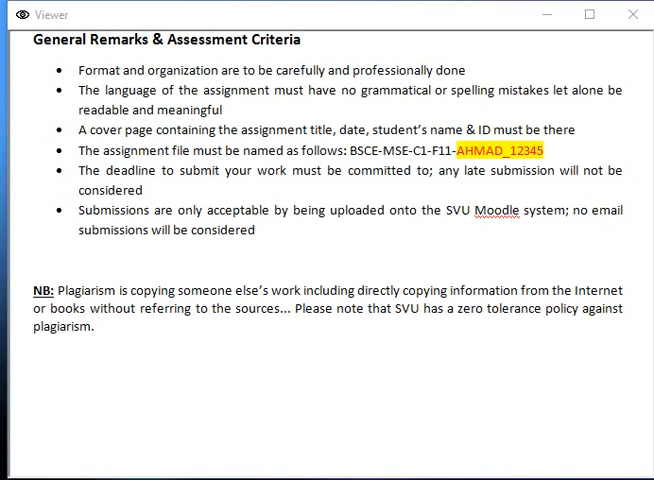 Viewer
General Remarks & Assessment Criteria
• Format and organization are to be carefully and professionally done
• The language of the assignment must have no grammatical or spelling mistakes let alone be
readable and meaningful
• A cover page containing the assignment title, date, student's name & ID must be there
• The assignment file must be named as follows: BSCE-MSE-C1-F11-AHMAD_12345
• The deadline to submit your work must be committed to; any late submission will not be
considered
• Submissions are only acceptable by being uploaded onto the SVU Moodle system; no email
submissions will be considered
NB: Plagiarism is copying someone else's work including directly copying information from the Internet
or books without referring to the sources... Please note that SVU has a zero tolerance policy against
plagiarism.